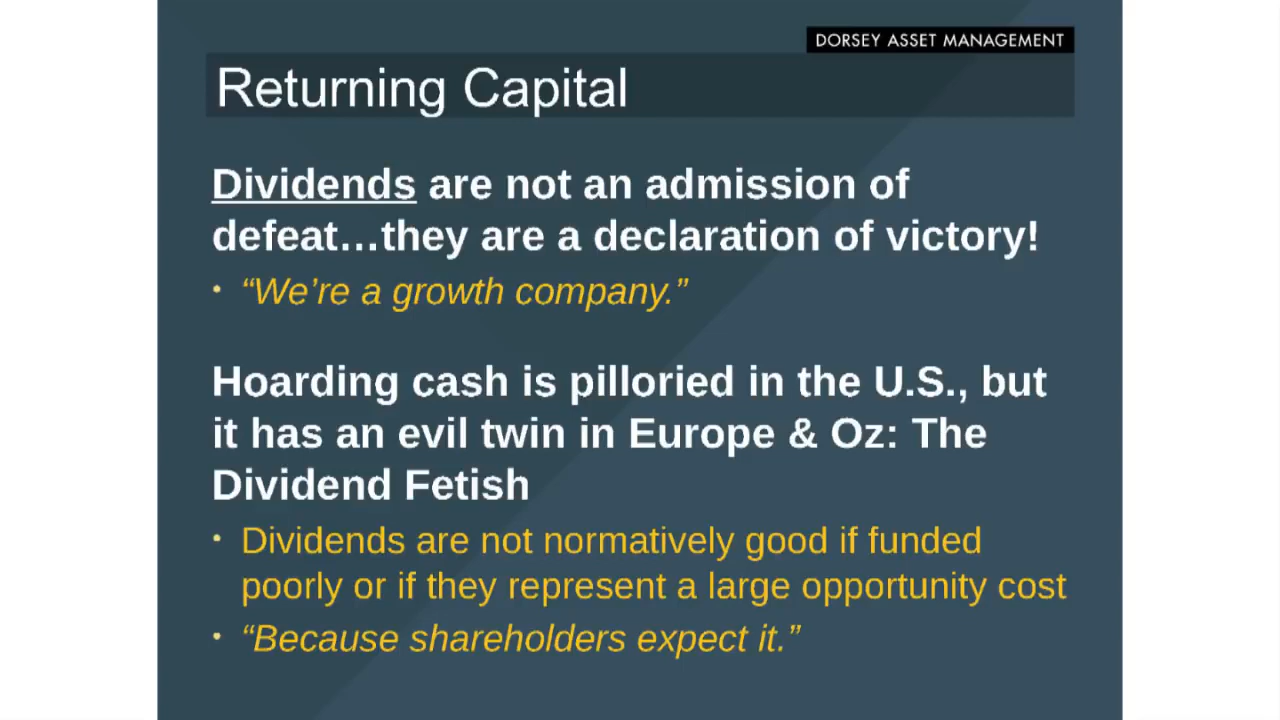 DORSEY ASSET MANAGEMENT
Returning Capital
Dividends are not an admission of
defeat…they are a declaration of victory!
• “We’re a growth company.”
Hoarding cash is pilloried in the U.S., but
it has an evil twin in Europe & Oz: The
Dividend Fetish
• Dividends are not normatively good if funded
poorly or if they represent a large opportunity cost
• “Because shareholders expect it.”